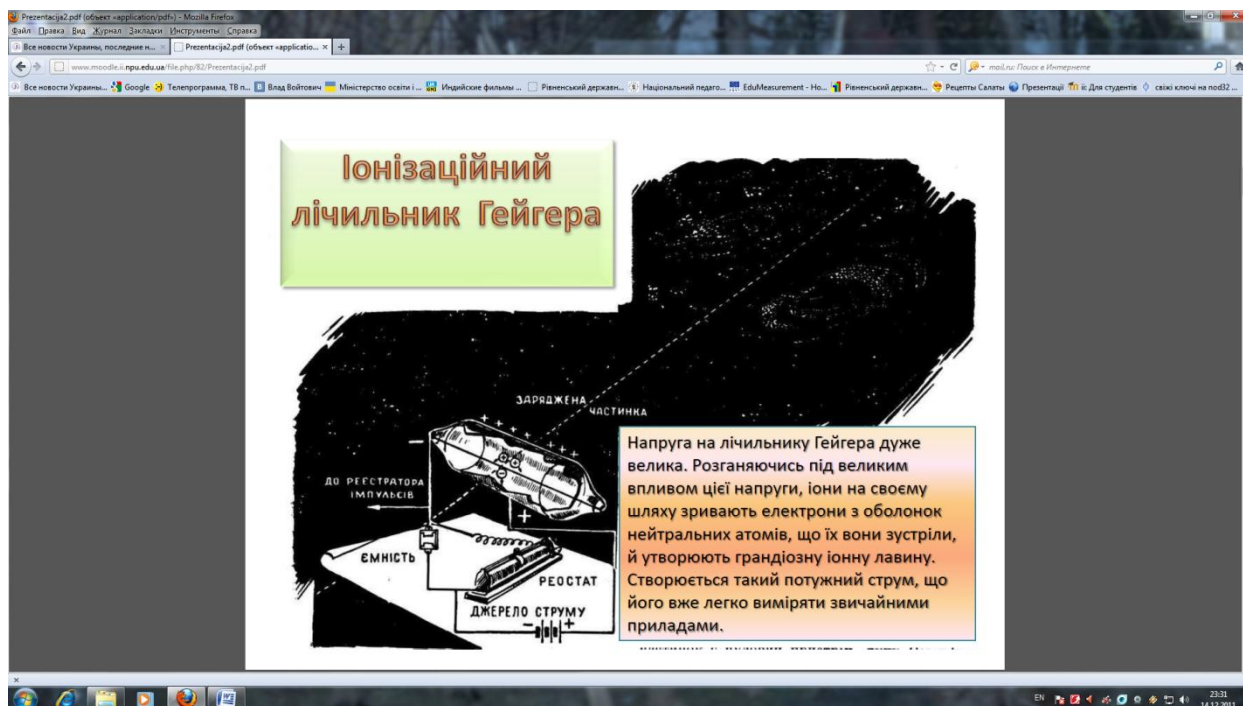 Prezentacija2.pdf (объект «application/pdf») - Mozilla Firefox
Файл Правка Вид Журнал Закладки Инструменты Справка
Все новости Украины, последние н... Prezentacija2.pdf (объект «applicatio...
www.moodle.ii.npu.edu.ua/file.php/82/Prezentacija2.pdf mail.ru: Поиск в Интернете
Все новости Украины... Google Телепрограмма, ТВ п... Влад Войтович Міністерство освіти і ... Индийские фильмы ... Рівненський державн... Національний педаго... EduMeasurement - Но... Рівненський державн... Рецепты Салаты Презентації ii: Для студентів свіжі ключі на nod32 ...
Іонізаційний
лічильник Гейгера
ЗАРЯДЖЕНА
ЧАСТИНКА
ДО РЕЄСТРАТОРА
ІМПУЛЬСІВ
ЄМНІСТЬ
РЕОСТАТ
ДЖЕРЕЛО СТРУМУ
Напруга на лічильнику Гейгера дуже
велика. Розганяючись під великим
впливом цієї напруги, іони на своєму
шляху зривають електрони з оболонок
нейтральних атомів, що їх вони зустріли,
й утворюють грандіозну іонну лавину.
Створюється такий потужний струм, що
його вже легко виміряти звичайними
приладами.
EN
23:31
14.12.2011